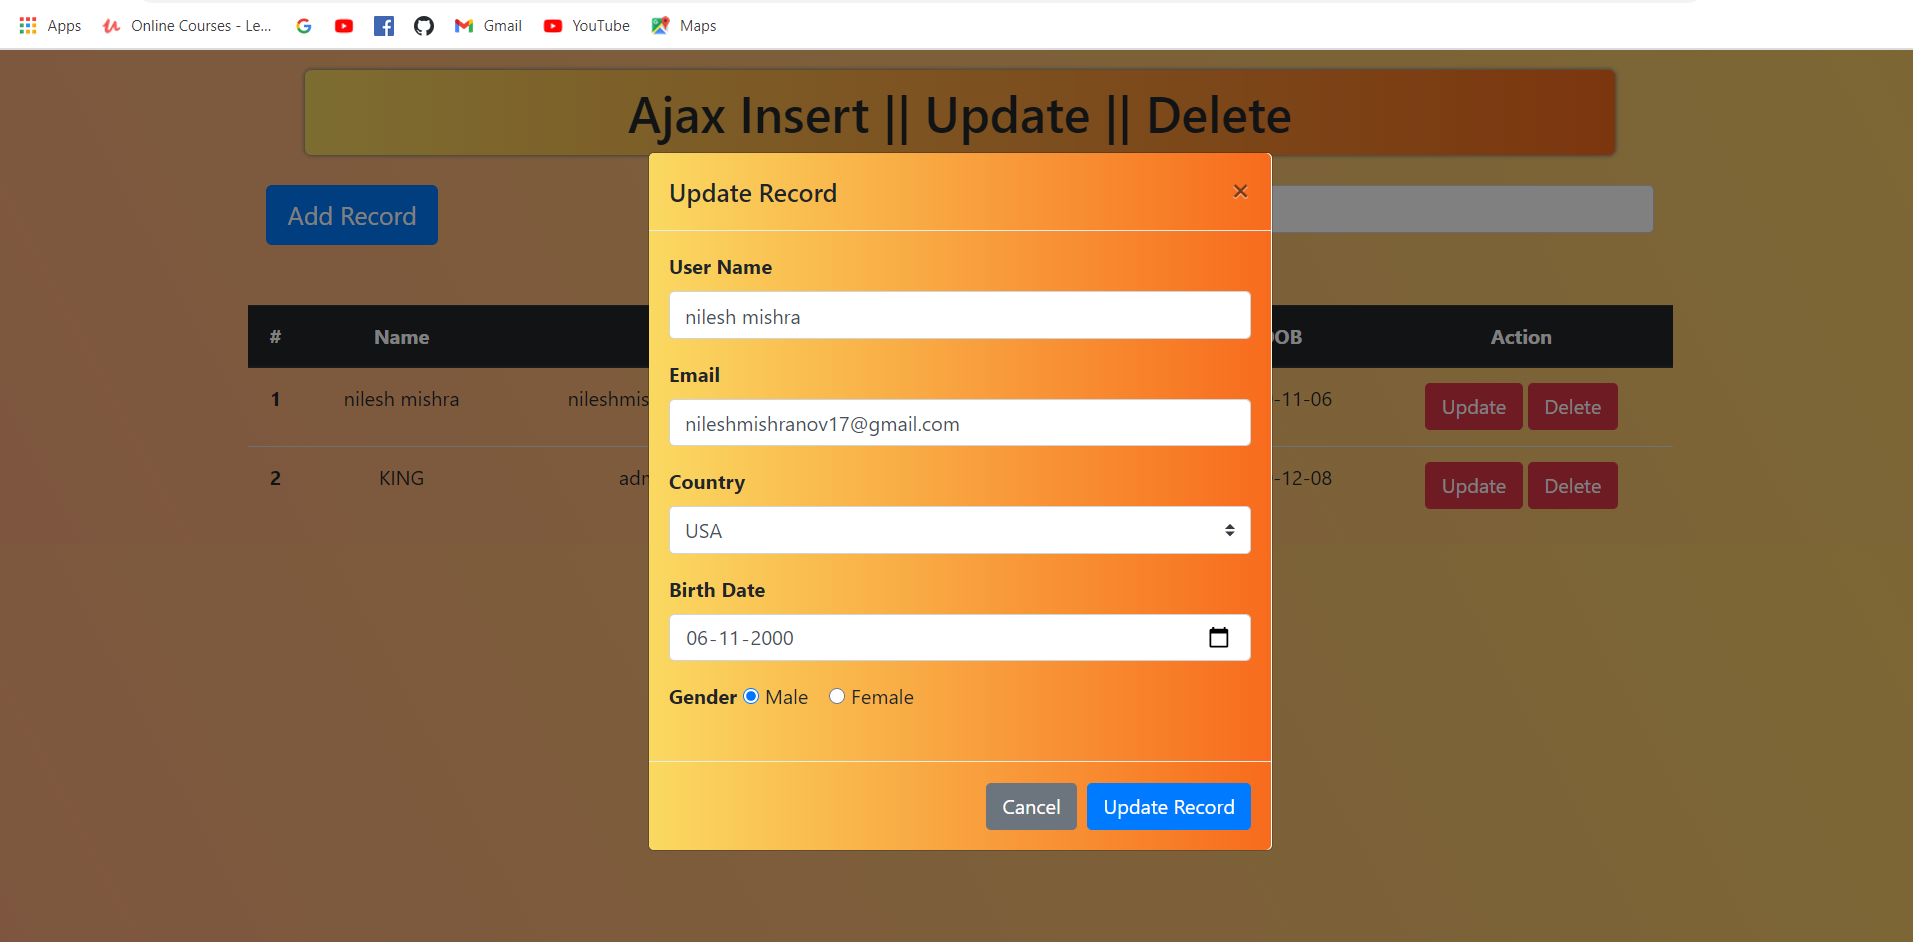 Apps Online Courses - Le... Gmail YouTube Maps
Ajax Insert || Update || Delete
Add Record
Update Record ×
User Name
nilesh mishra
Email
nileshmishranov17@gmail.com
Country
USA
Birth Date
06-11-2000
Gender Male Female
Cancel Update Record
# Name OB Action
1 nilesh mishra nileshmis -11-06 Update Delete
2 KING adm -12-08 Update Delete